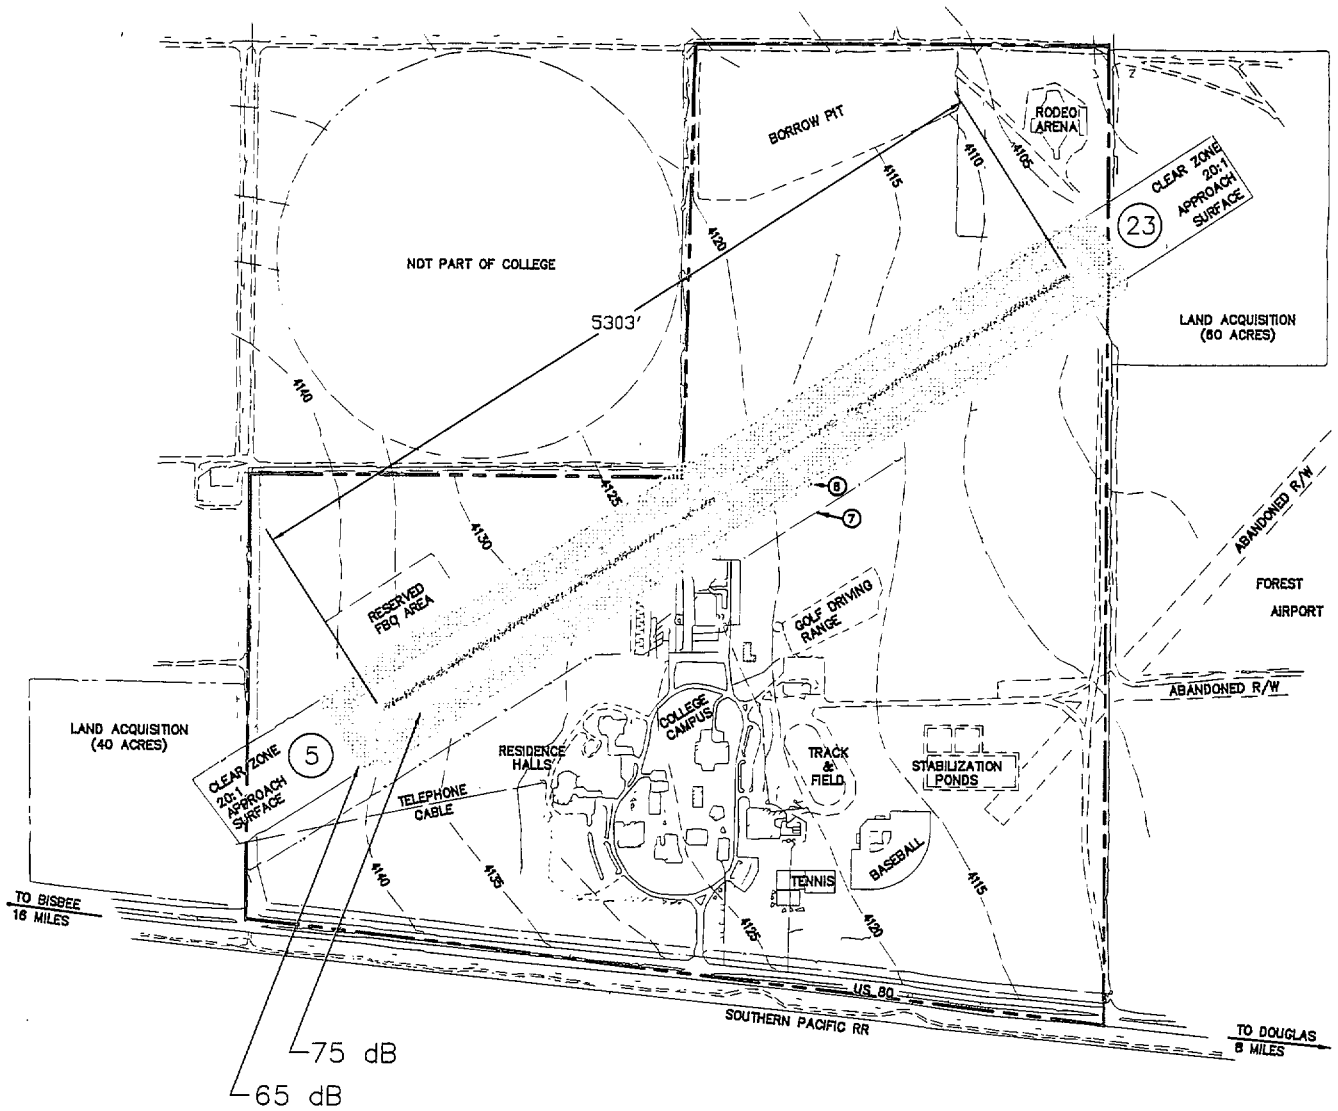 BORROW PIT
RODEO
ARENA
4115
4110
4105
CLEAR ZONE
20:1
APPROACH
SURFACE
23
4120
NOT PART OF COLLEGE
5303'
LAND ACQUISITION
(60 ACRES)
4140
4125
4130
6
7
ABANDONED R/W
RESERVED
FBO AREA
GOLF DRIVING
RANGE
FOREST
AIRPORT
ABANDONED R/W
LAND ACQUISITION
(40 ACRES)
COLLEGE
CAMPUS
5
CLEAR ZONE
20:1
APPROACH
SURFACE
RESIDENCE
HALLS
TRACK
&
FIELD
STABILIZATION
PONDS
TELEPHONE
CABLE
BASEBALL
4140
4135
TENNIS
4115
TO BISBEE
16 MILES
4125
4120
US 80
SOUTHERN PACIFIC RR
TO DOUGLAS
8 MILES
75 dB
65 dB